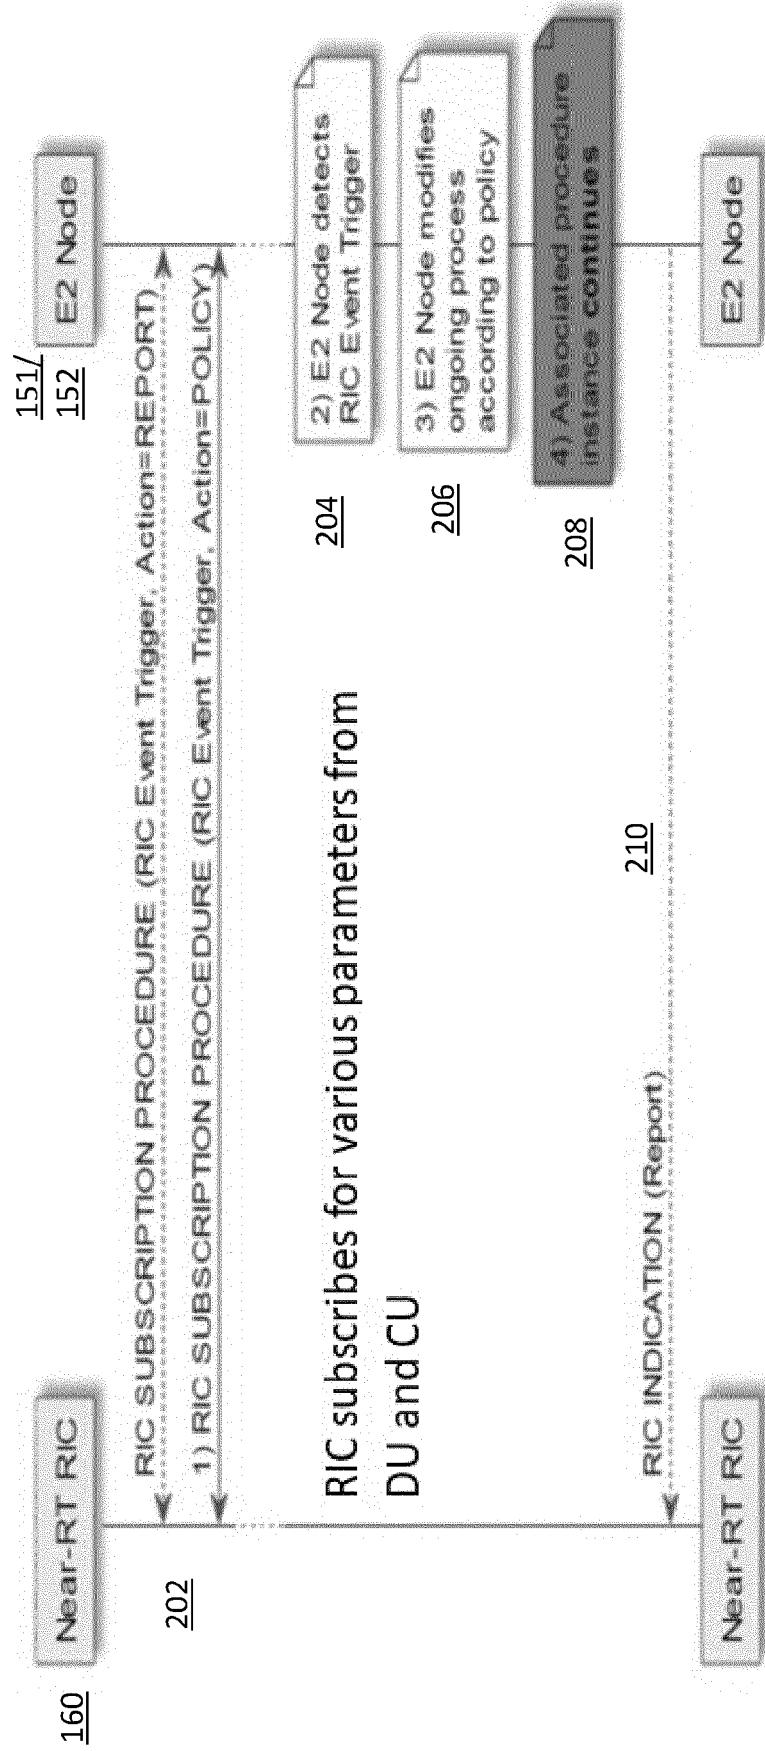 160
Near-RT RIC
151/
152
E2 Node
202
RIC SUBSCRIPTION PROCEDURE (RIC Event Trigger, Action=REPORT)
1) RIC SUBSCRIPTION PROCEDURE (RIC Event Trigger, Action=POLICY)
2) E2 Node detects
RIC Event Trigger
204
RIC subscribes for various parameters from
DU and CU
3) E2 Node modifies
ongoing process
according to policy
206
4) Associated procedure
instance continues
208
210
RIC INDICATION (Report)
Near-RT RIC
E2 Node